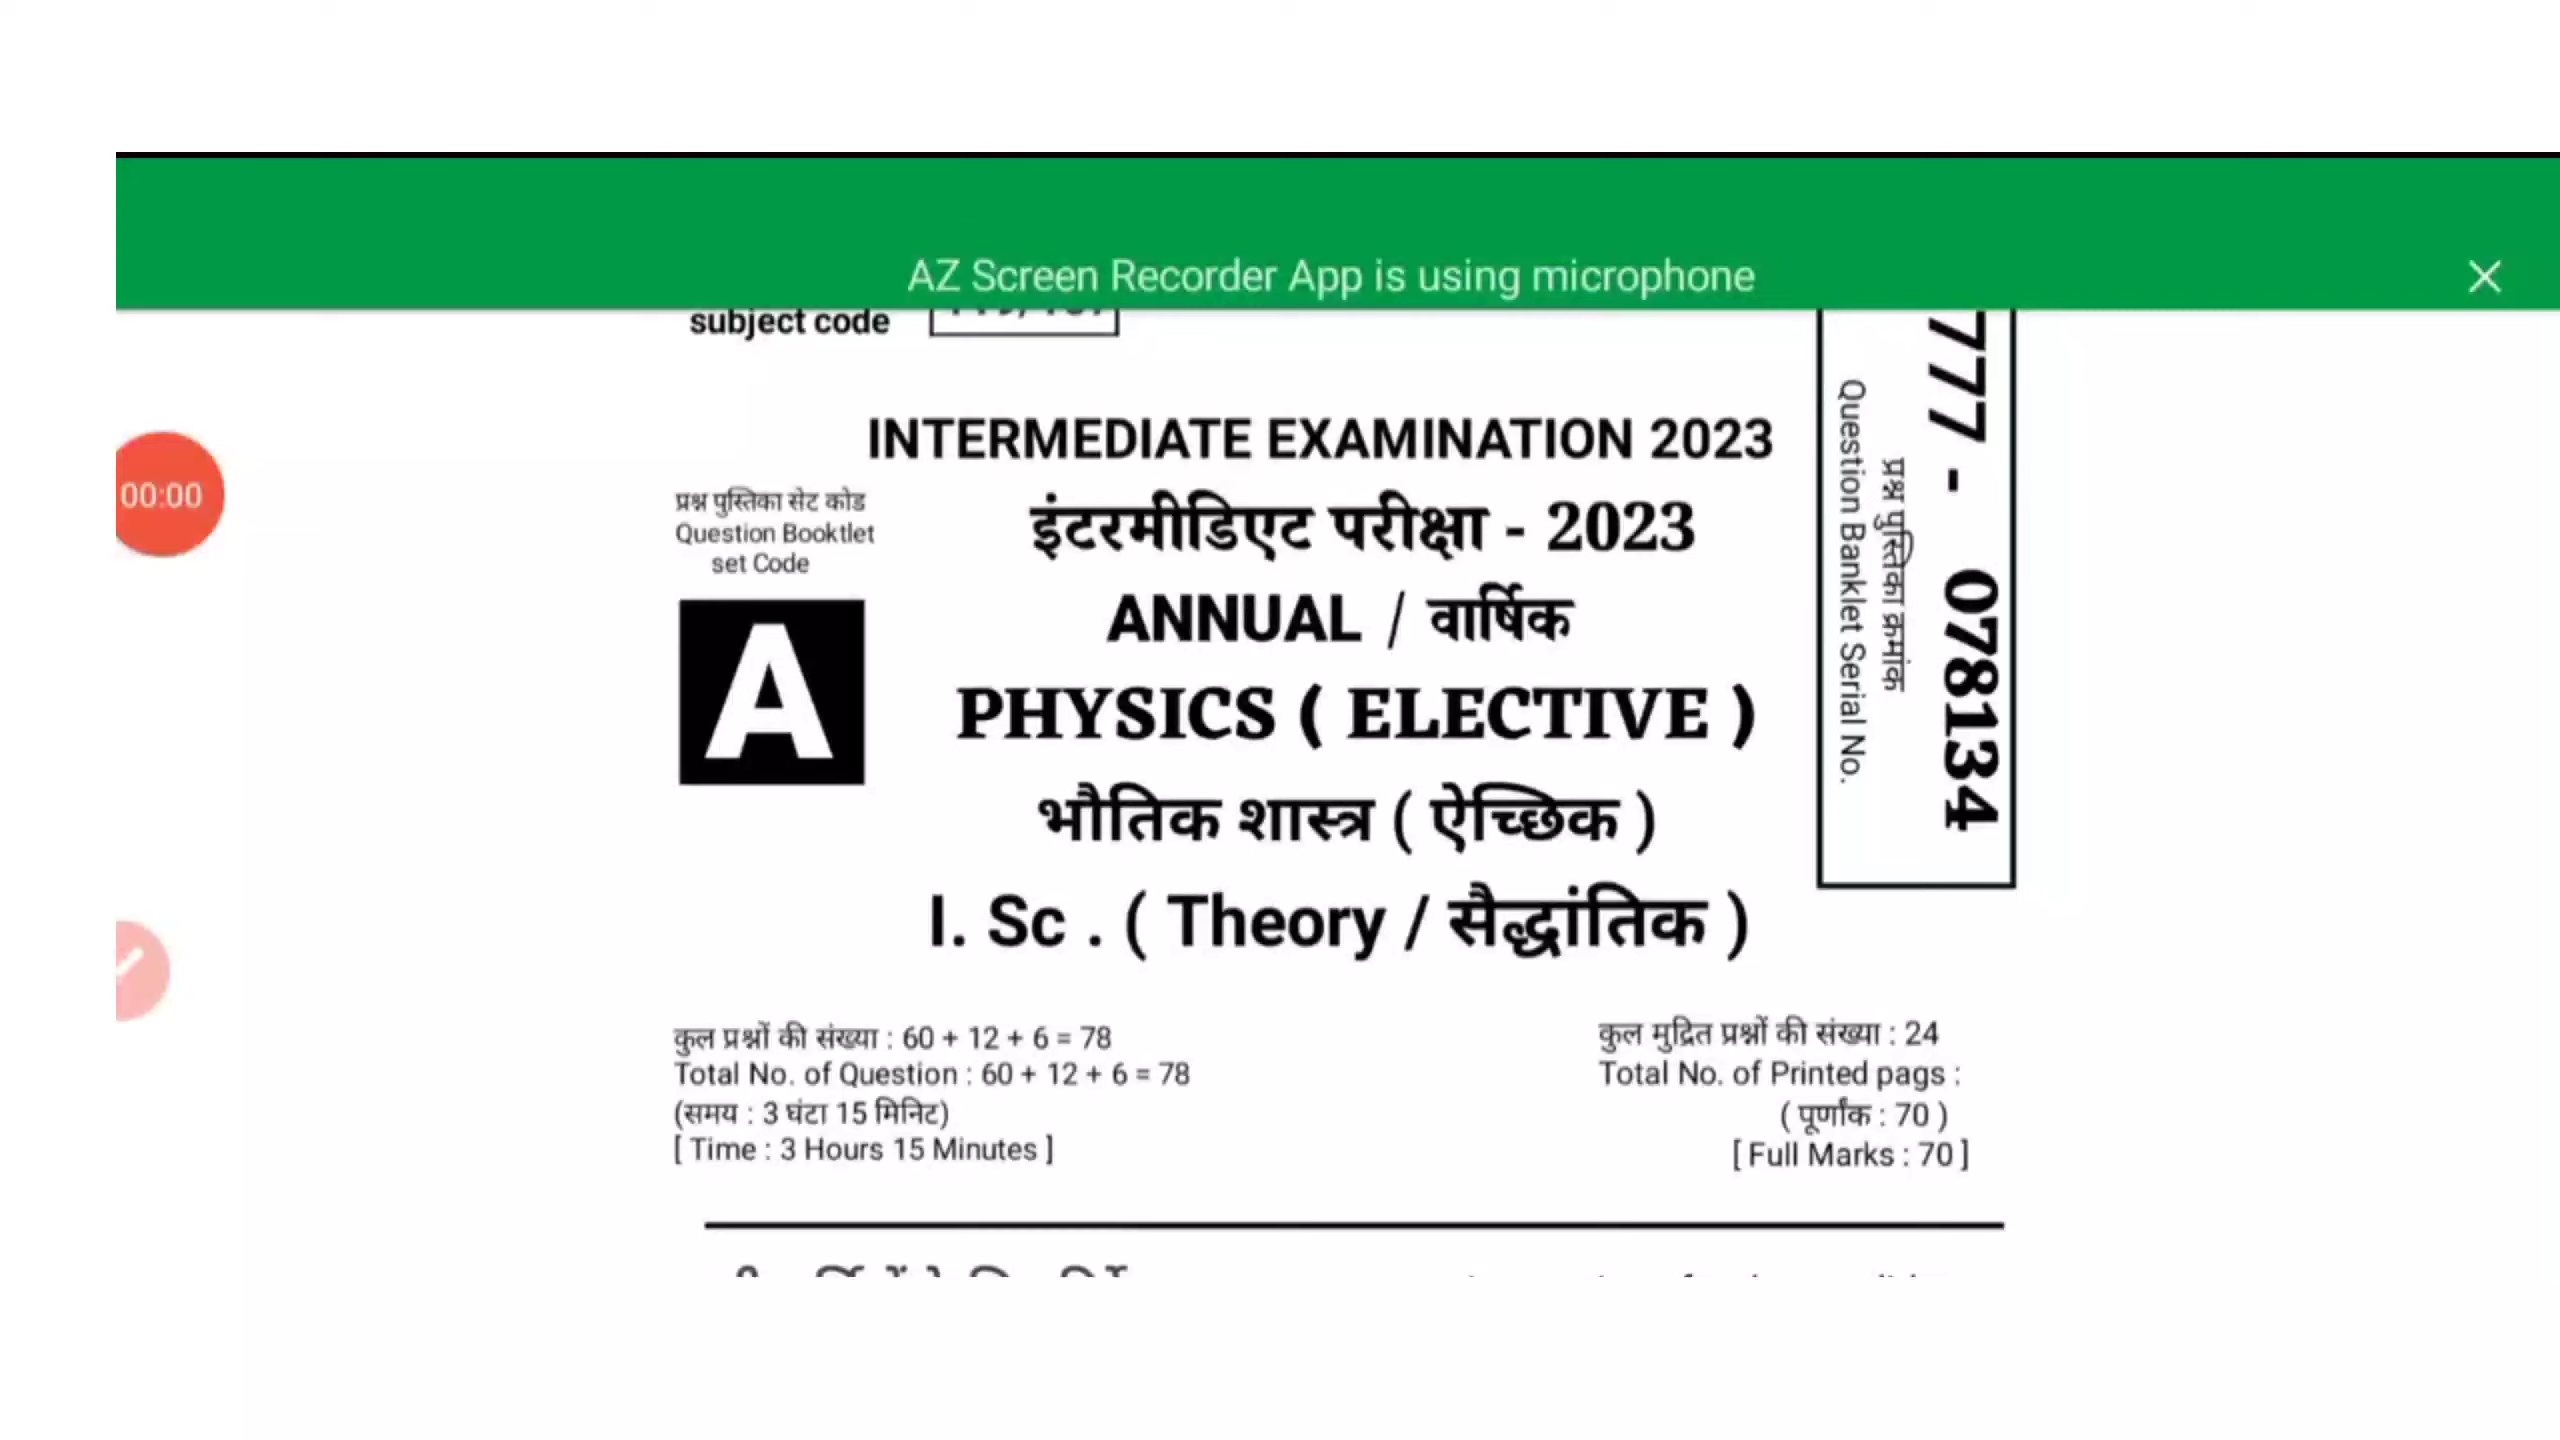 AZ Screen Recorder App is using microphone
subject code
INTERMEDIATE EXAMINATION 2023
00:00
प्रश्न पुस्तिका सेट कोड
Question Booktlet
set Code
A
इंटरमीडिएट परीक्षा - 2023
ANNUAL / वार्षिक
PHYSICS ( ELECTIVE )
भौतिक शास्त्र ( ऐच्छिक )
I. Sc . ( Theory / सैद्धांतिक )
777 - 078134
प्रश्न पुस्तिका क्रमांक
Question Banklet Serial No.
कुल प्रश्नों की संख्या : 60 + 12 + 6 = 78
Total No. of Question : 60 + 12 + 6 = 78
(समय : 3 घंटा 15 मिनिट)
[ Time : 3 Hours 15 Minutes ]
कुल मुद्रित प्रश्नों की संख्या : 24
Total No. of Printed pags :
( पूर्णांक : 70 )
[ Full Marks : 70 ]